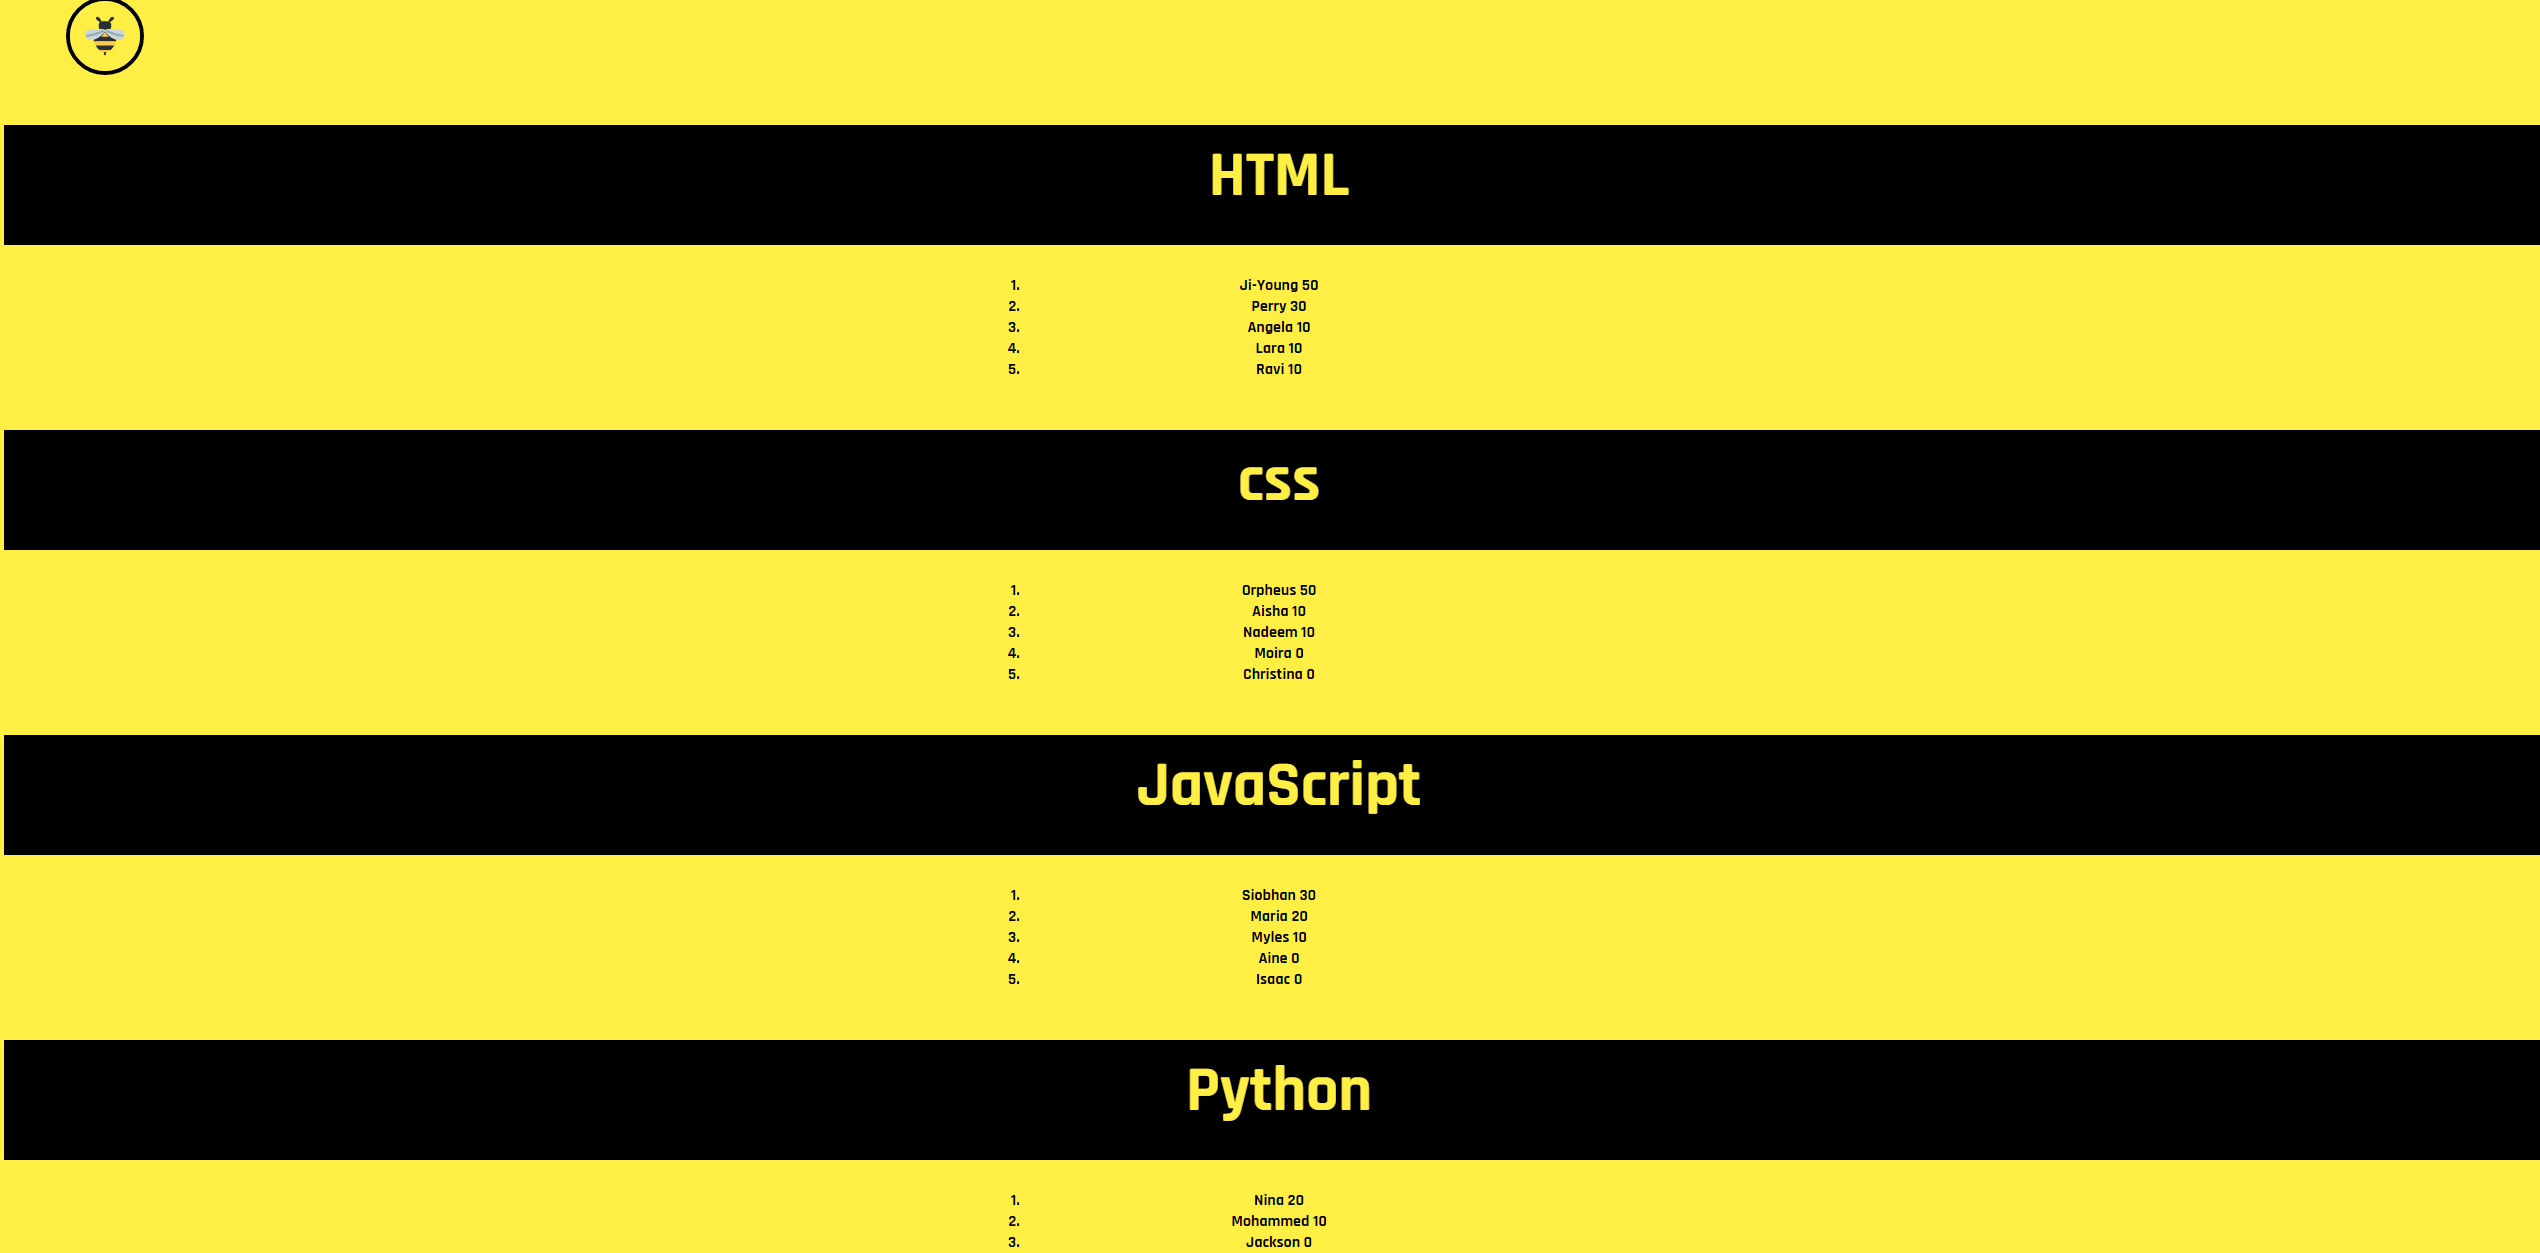 HTML
1. Ji-Young 50
2. Perry 30
3. Angela 10
4. Lara 10
5. Ravi 10
CSS
1. Orpheus 50
2. Aisha 10
3. Nadeem 10
4. Moira 0
5. Christina 0
JavaScript
1. Siobhan 30
2. Maria 20
3. Myles 10
4. Aine 0
5. Isaac 0
Python
1. Nina 20
2. Mohammed 10
3. Jackson 0